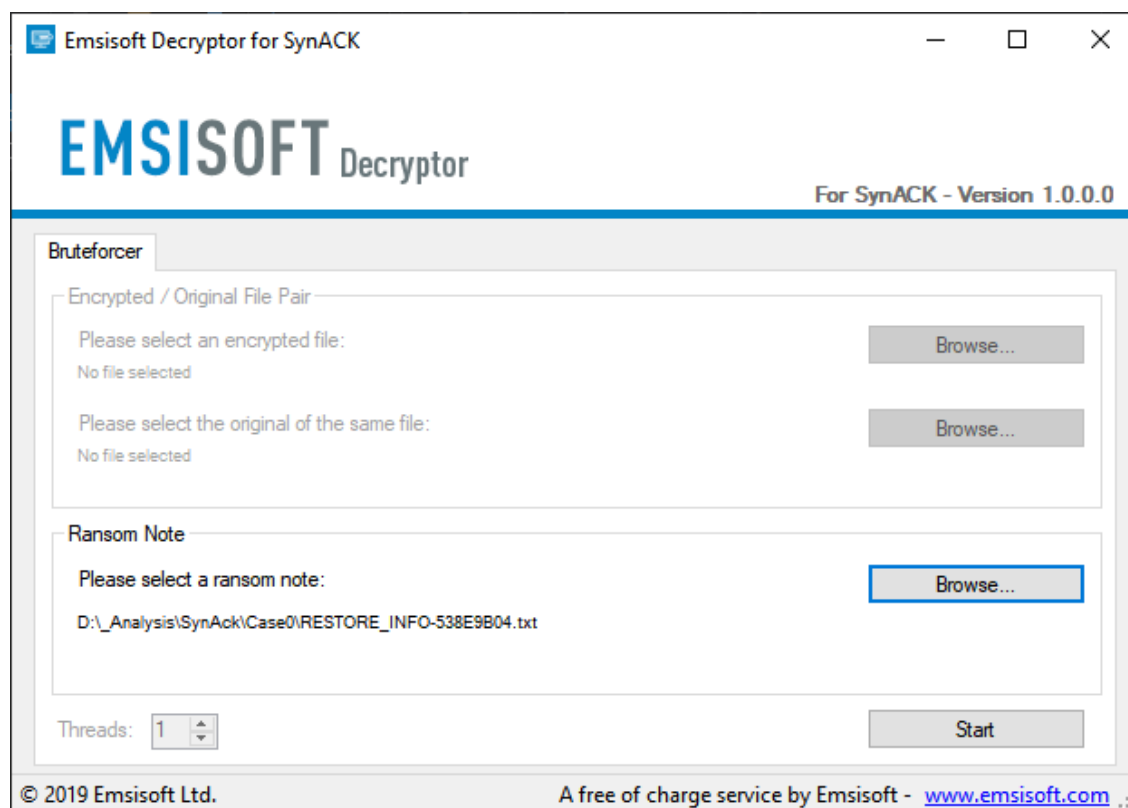 Emsisoft Decryptor for SynACK
EMSISOFT Decryptor
For SynACK - Version 1.0.0.0
Bruteforcer
Encrypted / Original File Pair
Please select an encrypted file:
Browse...
No file selected
Please select the original of the same file:
Browse...
No file selected
Ransom Note
Please select a ransom note:
Browse...
D:\_Analysis\SynAck\Case0\RESTORE_INFO-538E9B04.txt
Threads: 1
Start
© 2019 Emsisoft Ltd.
A free of charge service by Emsisoft - www.emsisoft.com